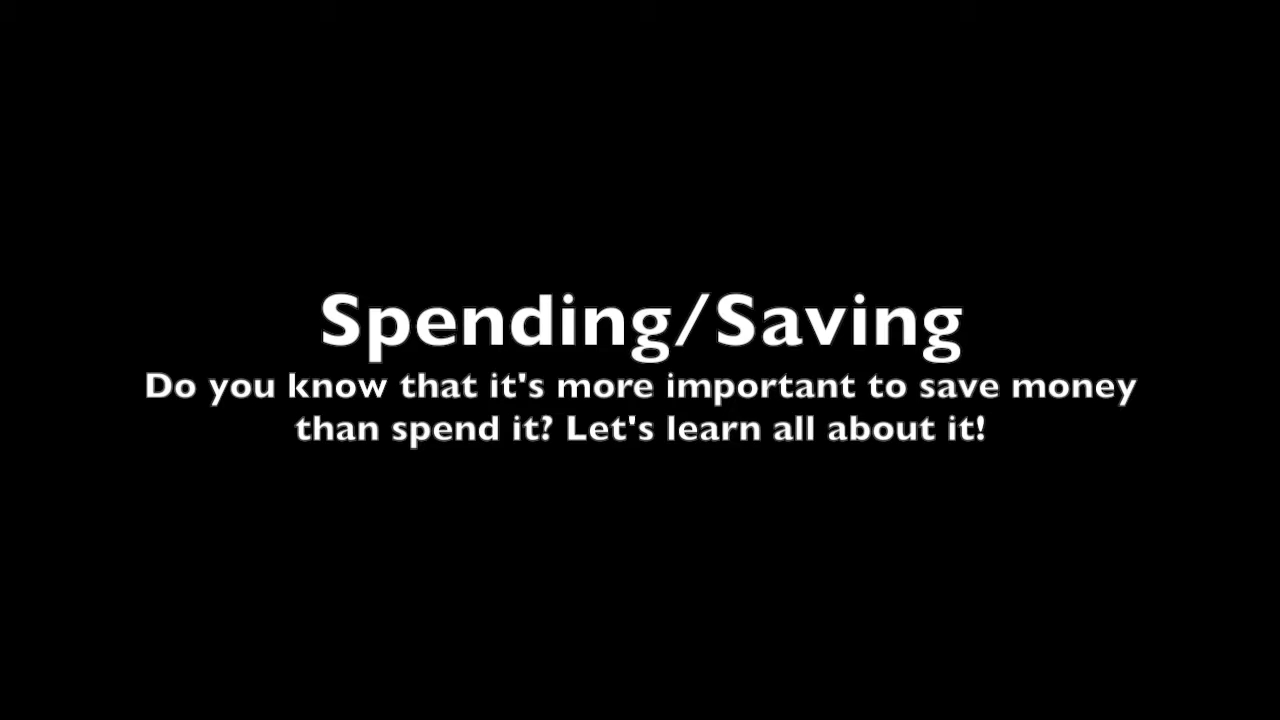 Spending/Saving
Do you know that it's more important to save money
than spend it? Let's learn all about it!